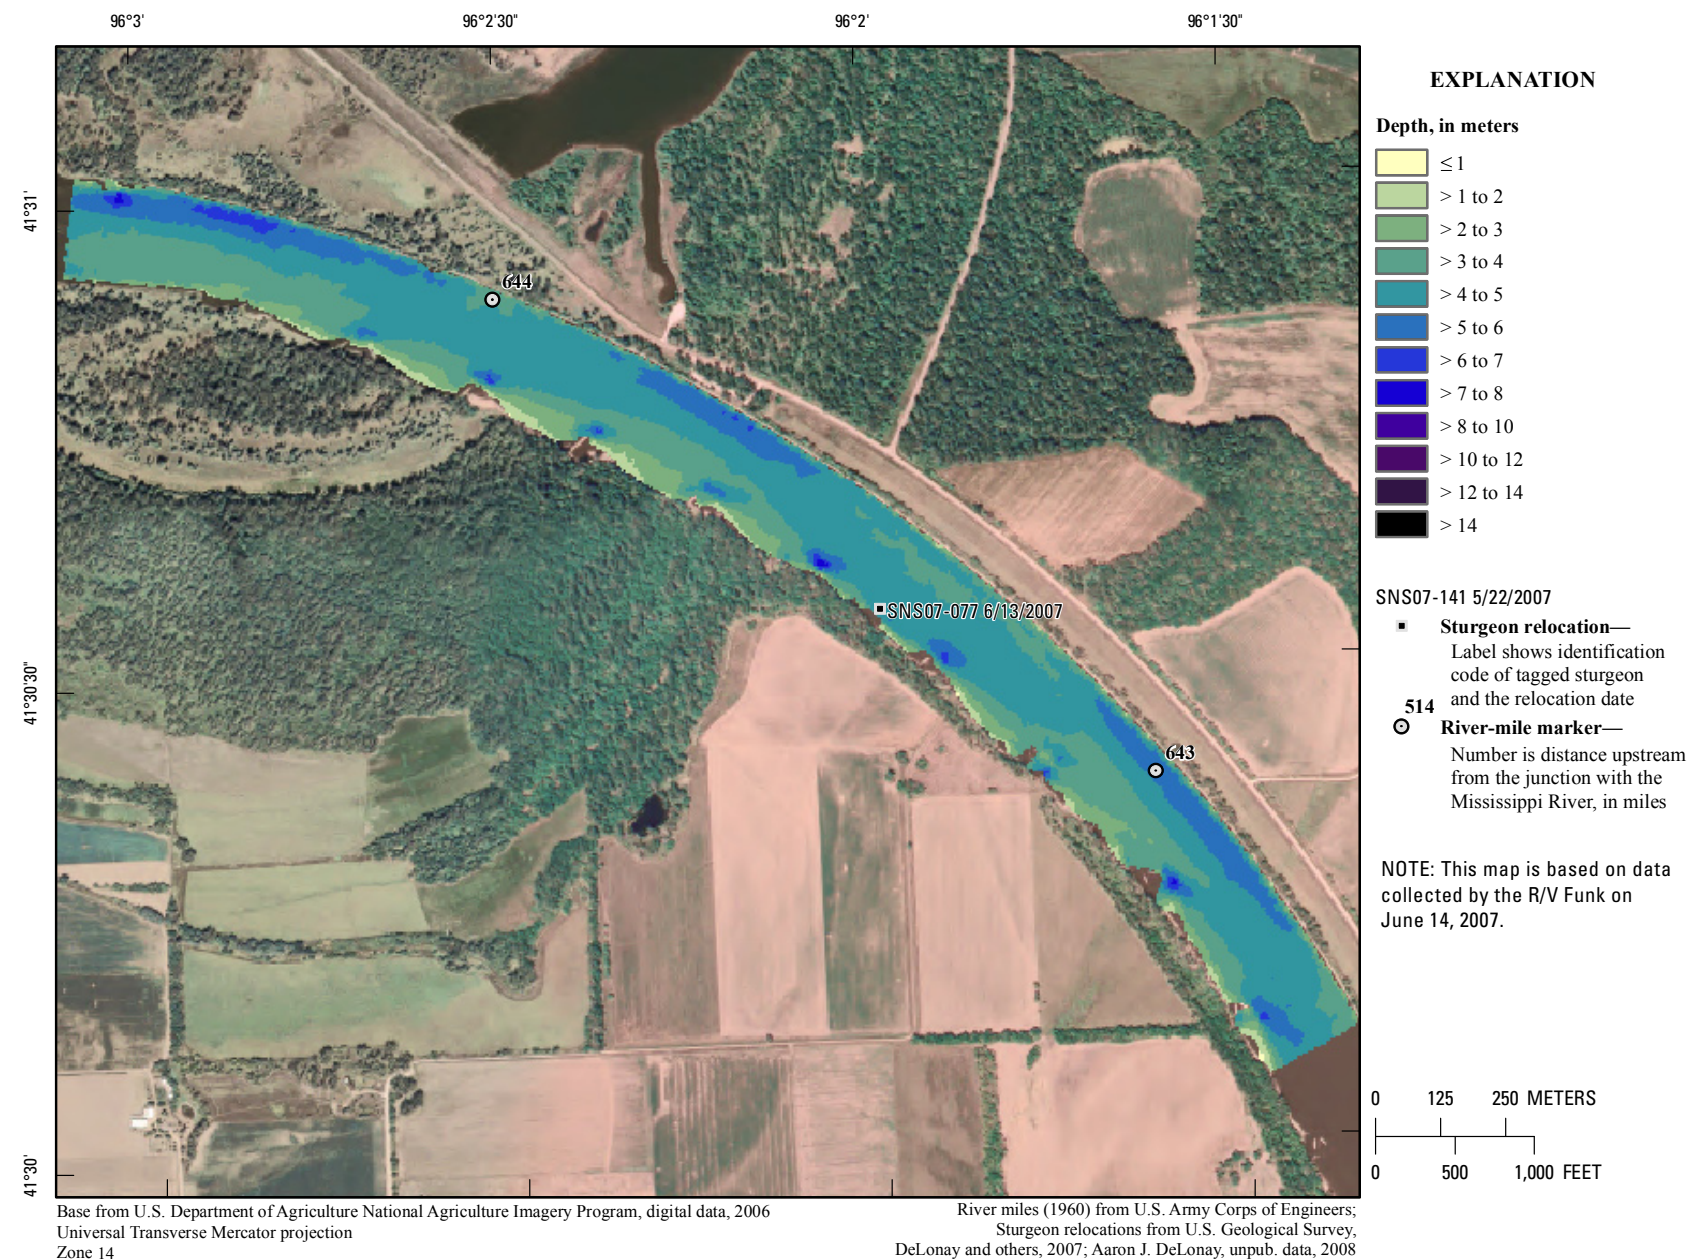 96°3'
96°2'30"
96°2'
96°1'30"
41°31'
41°30'30"
41°30'
644
SNS07-077 6/13/2007
643
EXPLANATION
Depth, in meters
≤ 1
> 1 to 2
> 2 to 3
> 3 to 4
> 4 to 5
> 5 to 6
> 6 to 7
> 7 to 8
> 8 to 10
> 10 to 12
> 12 to 14
> 14
SNS07-141 5/22/2007
Sturgeon relocation—
Label shows identification
code of tagged sturgeon
and the relocation date
514
River-mile marker—
Number is distance upstream
from the junction with the
Mississippi River, in miles
NOTE: This map is based on data
collected by the R/V Funk on
June 14, 2007.
0 125 250 METERS
0 500 1,000 FEET
Base from U.S. Department of Agriculture National Agriculture Imagery Program, digital data, 2006
Universal Transverse Mercator projection
Zone 14
River miles (1960) from U.S. Army Corps of Engineers;
Sturgeon relocations from U.S. Geological Survey,
DeLonay and others, 2007; Aaron J. DeLonay, unpub. data, 2008